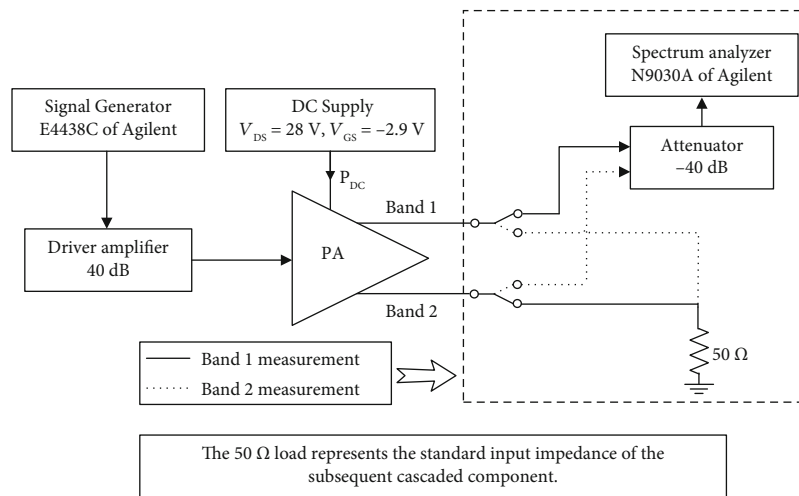 Signal Generator
E4438C of Agilent
DC Supply
V_DS = 28 V, V_GS = –2.9 V
Spectrum analyzer
N9030A of Agilent
Attenuator
–40 dB
P_DC
Band 1
Driver amplifier
40 dB
PA
Band 2
50 Ω
Band 1 measurement
Band 2 measurement
The 50 Ω load represents the standard input impedance of the
subsequent cascaded component.